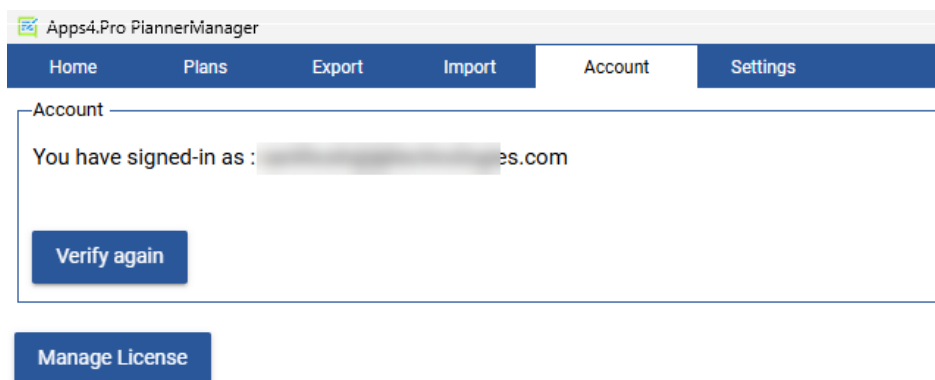 Apps4.Pro PlannerManager
Home Plans Export Import Account Settings
Account
You have signed-in as : es.com
Verify again
Manage License